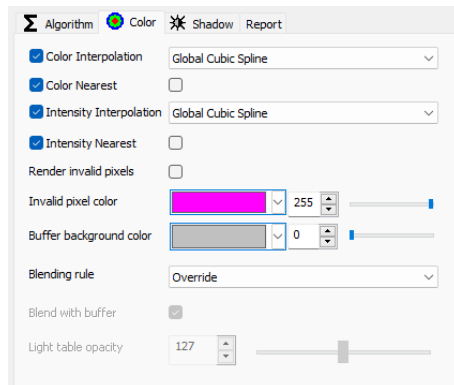 Algorithm Color Shadow Report
Color Interpolation Global Cubic Spline
Color Nearest
Intensity Interpolation Global Cubic Spline
Intensity Nearest
Render invalid pixels
Invalid pixel color 255
Buffer background color 0
Blending rule Override
Blend with buffer
Light table opacity 127